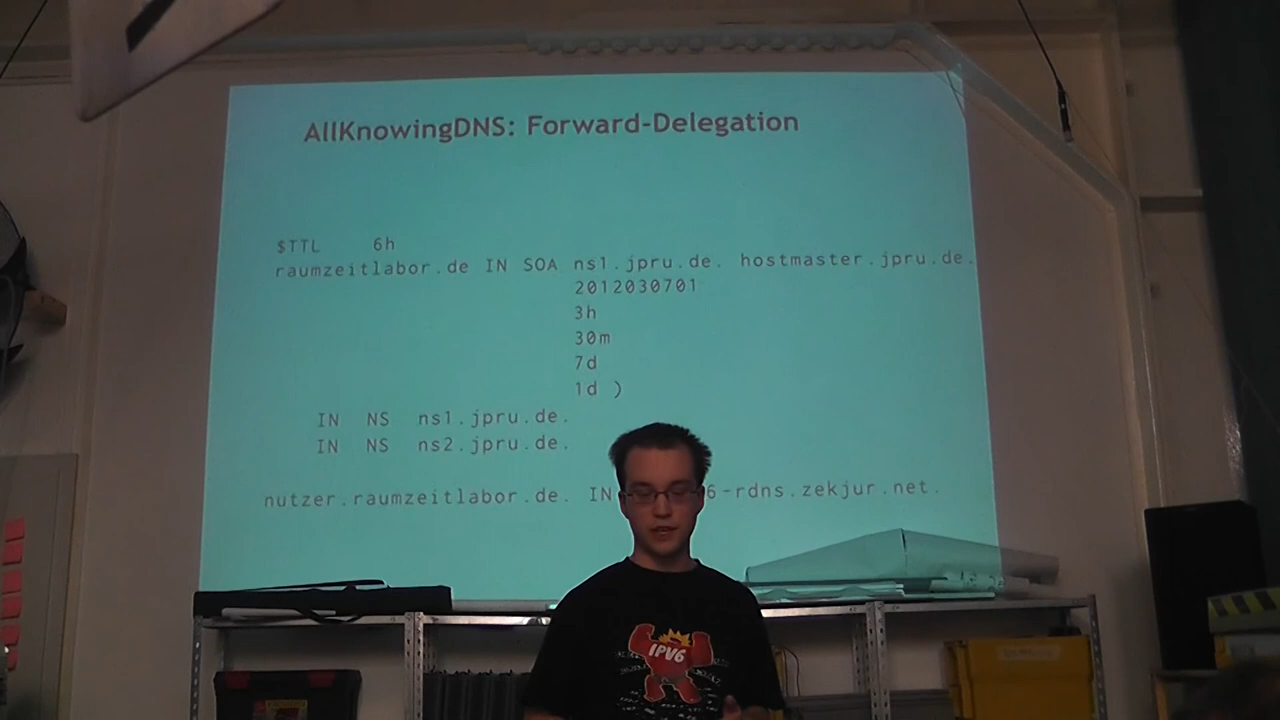 AllKnowingDNS: Forward-Delegation
$TTL 6h
raumzeitlabor.de IN SOA ns1.jpru.de. hostmaster.jpru.de.
2012030701
3h
30m
7d
1d )
IN NS ns1.jpru.de.
IN NS ns2.jpru.de.
nutzer.raumzeitlabor.de. IN 6-rdns.zekjur.net.
IPV6